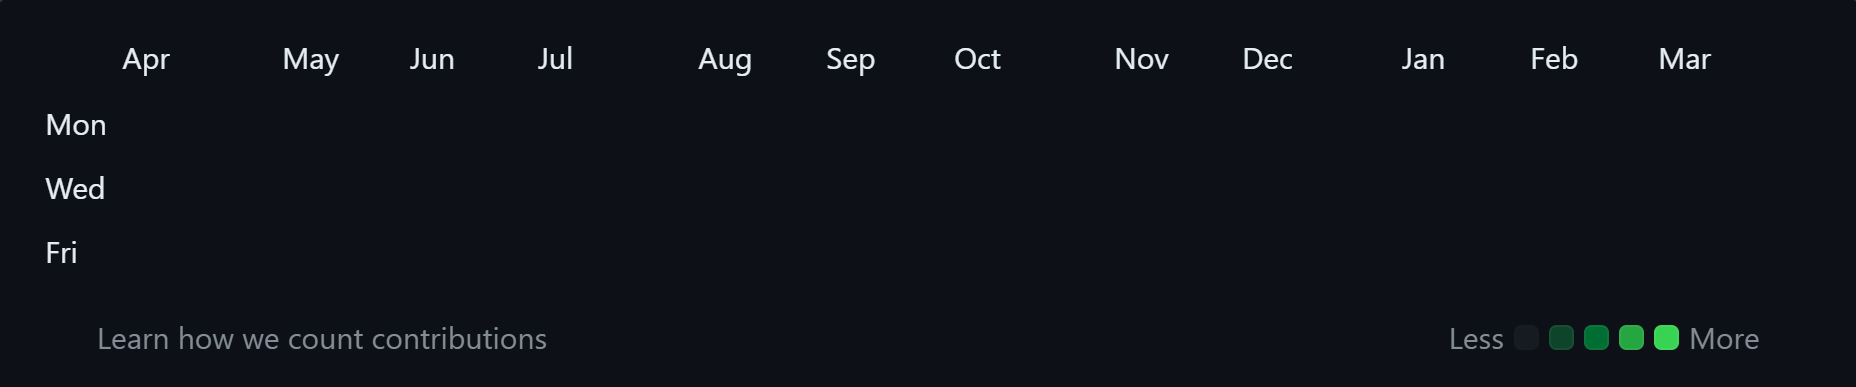 Apr May Jun Jul Aug Sep Oct Nov Dec Jan Feb Mar
Mon
Wed
Fri
Learn how we count contributions
Less More